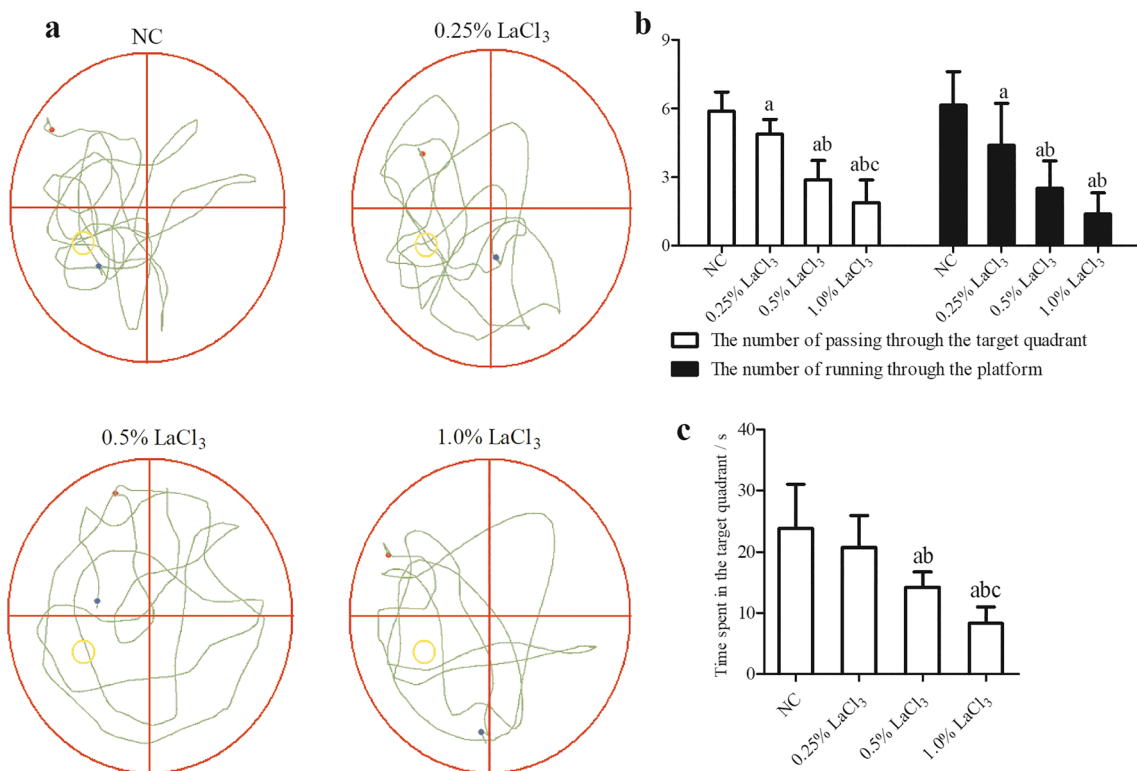 a
NC
0.25% LaCl₃
0.5% LaCl₃
1.0% LaCl₃
b
9
6
3
0
a
ab
abc
a
ab
ab
NC
0.25% LaCl₃
0.5% LaCl₃
1.0% LaCl₃
NC
0.25% LaCl₃
0.5% LaCl₃
1.0% LaCl₃
The number of passing through the target quadrant
The number of running through the platform
c
Time spent in the target quadrant / s
40
30
20
10
0
ab
abc
NC
0.25% LaCl₃
0.5% LaCl₃
1.0% LaCl₃